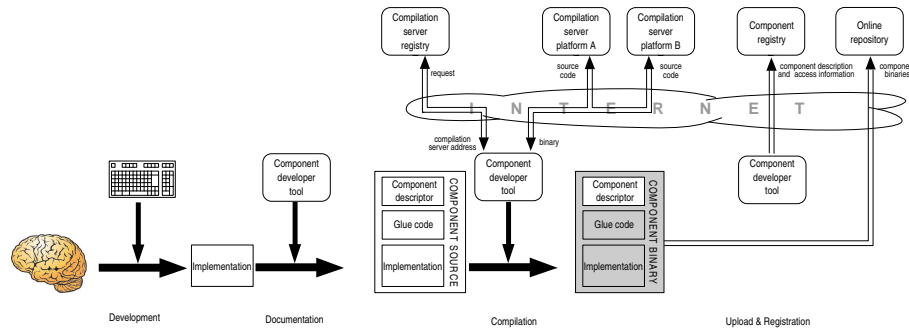 Compilation
server
registry
Compilation
server
platform A
Compilation
server
platform B
Component
registry
Online
repository
request
source
code
source
code
component description
and access information
component
binaries
I N T E R N E T
compilation
server address
binary
Component
developer
tool
Component
developer
tool
Component
developer
tool
Component
descriptor
Glue code
Implementation
COMPONENT SOURCE
Component
descriptor
Glue code
Implementation
COMPONENT BINARY
Implementation
Development
Documentation
Compilation
Upload & Registration